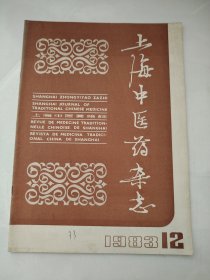 上海中医药杂志
SHANGHAI ZHONGYIYAO ZAZHI
SHANGHAI JOURNAL OF
TRADITIONAL CHINESE MEDICINE
REVUE DE MEDECINE TRADITION-
NELLE CHINOISE DE SHANGHAI
REVISTA DE MEDICINA TRADICI-
ONAL CHINA DE SHANGHAI
1983 12